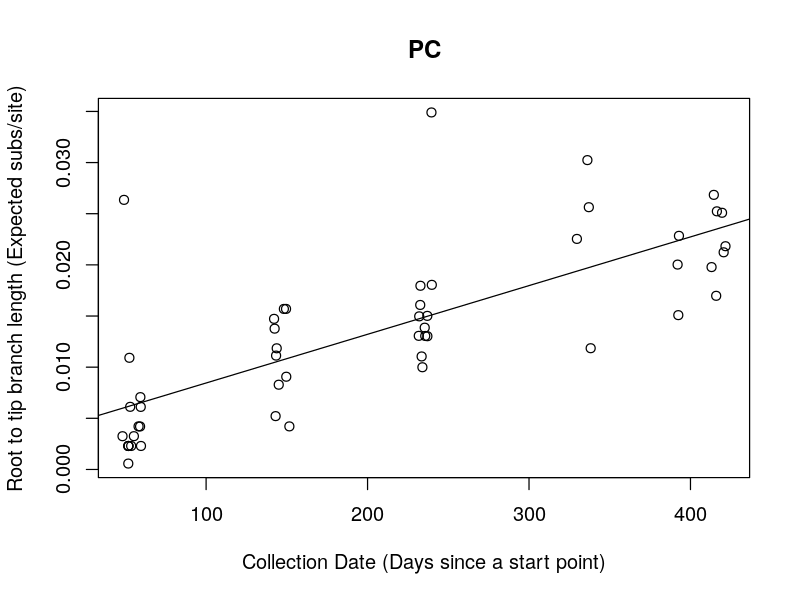 PC
Root to tip branch length (Expected subs/site)
0.030
0.020
0.010
0.000
100 200 300 400
Collection Date (Days since a start point)